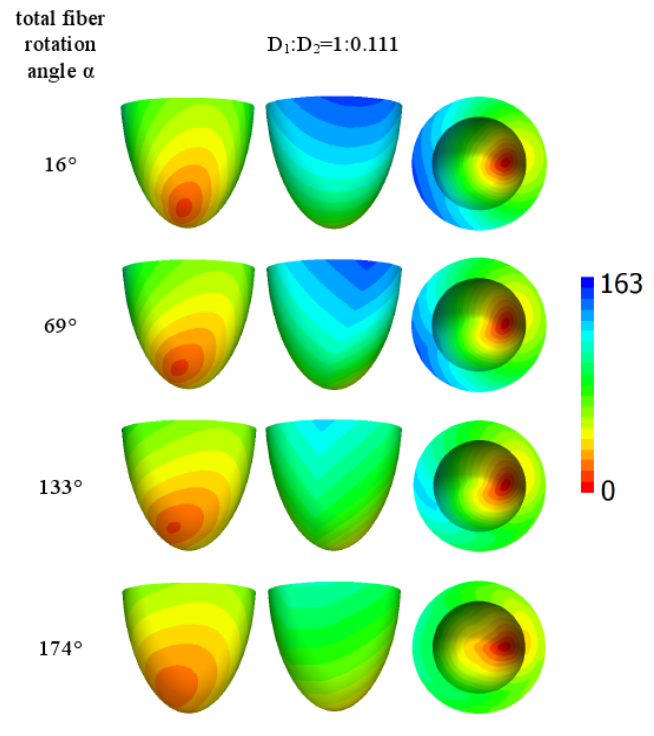 total fiber
rotation
angle α
D₁:D₂=1:0.111
16°
69°
163
133°
0
174°